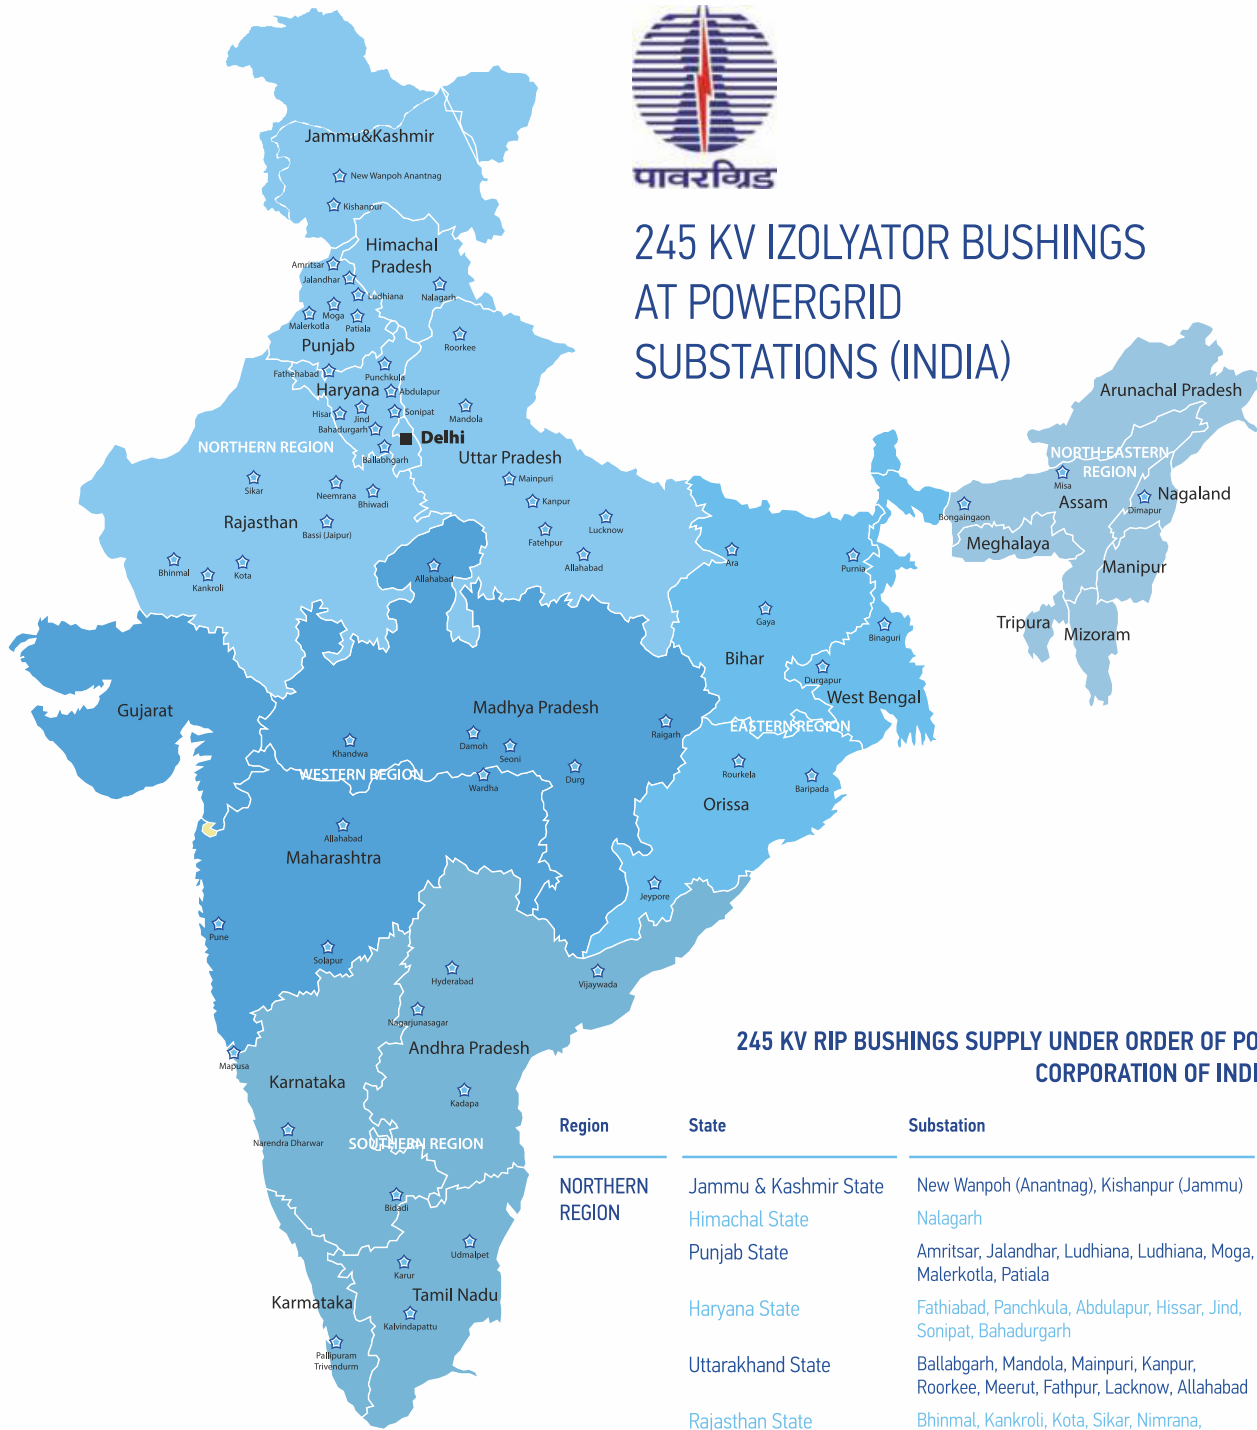 पावरग्रिड
245 KV IZOLYATOR BUSHINGS
AT POWERGRID
SUBSTATIONS (INDIA)
Jammu&Kashmir
New Wanpoh Anantnag
Kishanpur
Himachal
Pradesh
Amritsar
Jalandhar
Ludhiana
Nalagarh
Moga
Malerkotla
Patiala
Punjab
Roorkee
Fathehabad
Punchkula
Haryana
Abdulapur
Hisar
Jind
Sonipat
Mandola
Bahadurgarh
Delhi
NORTHERN REGION
Ballabhgarh
Uttar Pradesh
Sikar
Neemrana
Bhiwadi
Mainpuri
Kanpur
Rajasthan
Bassi (Jaipur)
Fatehpur
Lucknow
Bhinmal
Kankroli
Kota
Allahabad
Allahabad
Arunachal Pradesh
NORTH-EASTERN
REGION
Misa
Assam
Nagaland
Dimapur
Bongaingaon
Meghalaya
Manipur
Tripura
Mizoram
Ara
Purnia
Gaya
Binaguri
Bihar
Durgapur
West Bengal
EASTERN REGION
Gujarat
Madhya Pradesh
Khandwa
Damoh
Seoni
Raigarh
WESTERN REGION
Wardha
Durg
Rourkela
Baripada
Orissa
Allahabad
Maharashtra
Jeypore
Pune
Solapur
Hyderabad
Vijaywada
Nagarjunasagar
Andhra Pradesh
Mapusa
Karnataka
Kadapa
Narendra Dharwar
SOUTHERN REGION
Bidadi
Udmalpet
Karur
Tamil Nadu
Karmataka
Kalvindapattu
Pallipuram
Trivendurm
245 KV RIP BUSHINGS SUPPLY UNDER ORDER OF PO
CORPORATION OF INDI
Region State Substation
NORTHERN
REGION
Jammu & Kashmir State New Wanpoh (Anantnag), Kishanpur (Jammu)
Himachal State Nalagarh
Punjab State Amritsar, Jalandhar, Ludhiana, Ludhiana, Moga,
Malerkotla, Patiala
Haryana State Fathiabad, Panchkula, Abdulapur, Hissar, Jind,
Sonipat, Bahadurgarh
Uttarakhand State Ballabgarh, Mandola, Mainpuri, Kanpur,
Roorkee, Meerut, Fathpur, Lacknow, Allahabad
Rajasthan State Bhinmal, Kankroli, Kota, Sikar, Nimrana,